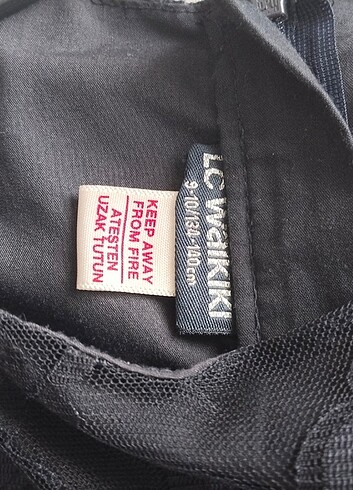 LC Waikiki
9-10/134-140cm
KEEP AWAY
FROM FIRE
ATEŞTEN
UZAK TUTUN